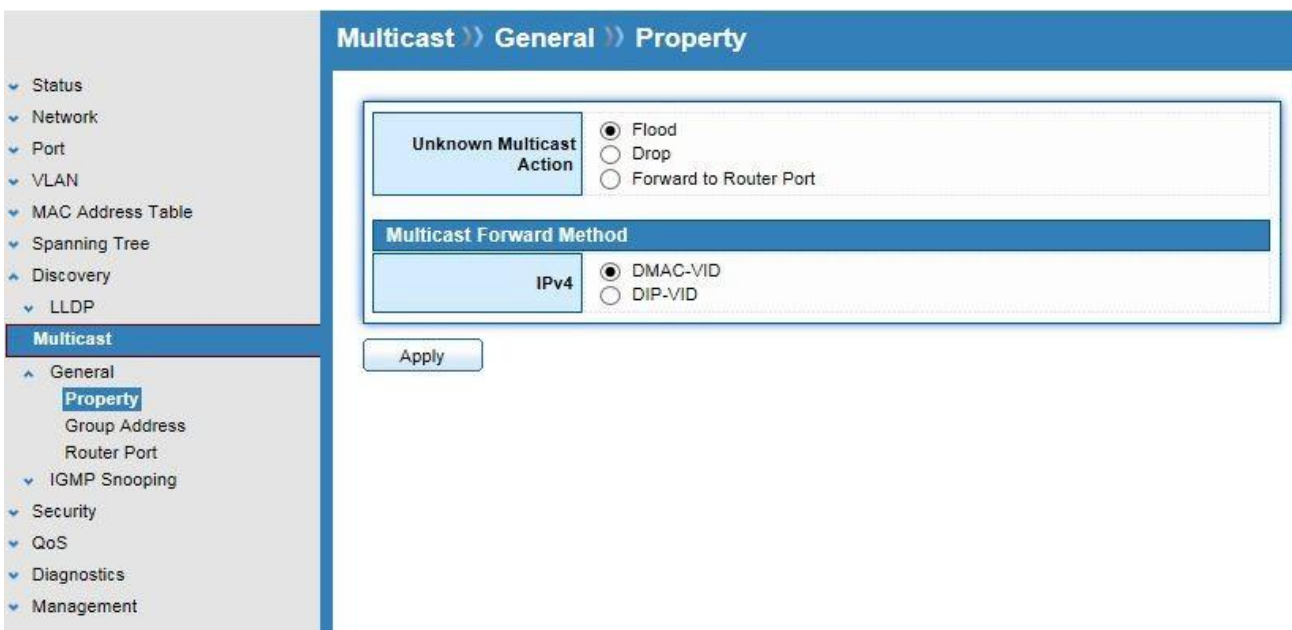 Multicast 》 General 》 Property
Status
Network
Port
VLAN
MAC Address Table
Spanning Tree
Discovery
LLDP
Multicast
General
Property
Group Address
Router Port
IGMP Snooping
Security
QoS
Diagnostics
Management
Unknown Multicast
Action
Flood
Drop
Forward to Router Port
Multicast Forward Method
IPv4
DMAC-VID
DIP-VID
Apply